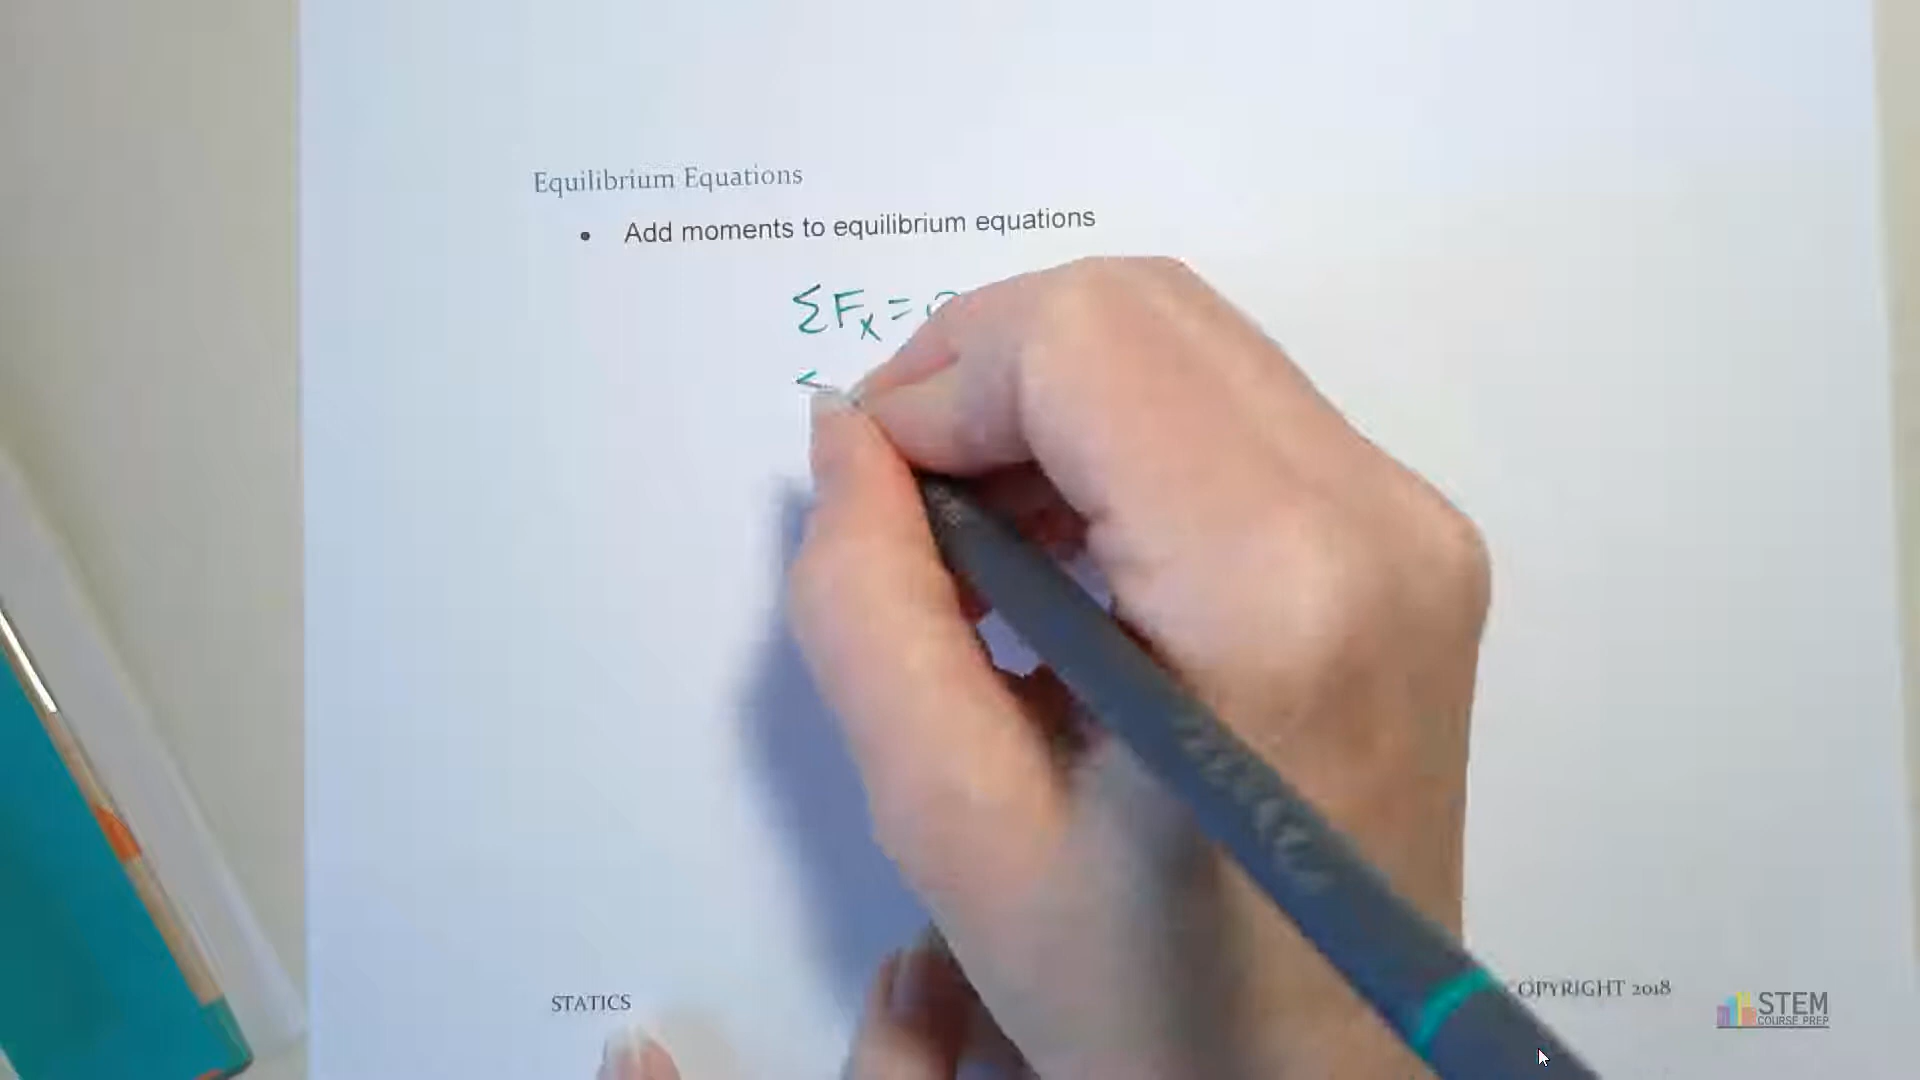 Equilibrium Equations
• Add moments to equilibrium equations
ΣFx =
STATICS
OPYRIGHT 2018
STEM
COURSE PREP